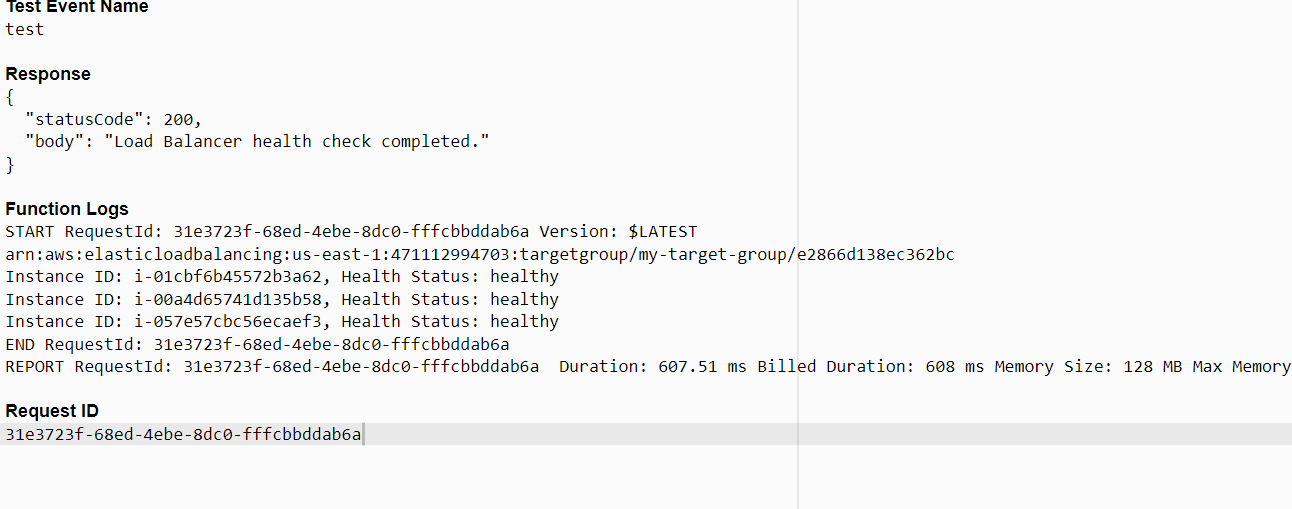 Test Event Name
test
Response
{
  "statusCode": 200,
  "body": "Load Balancer health check completed."
}
Function Logs
START RequestId: 31e3723f-68ed-4ebe-8dc0-fffcbbddab6a Version: $LATEST
arn:aws:elasticloadbalancing:us-east-1:471112994703:targetgroup/my-target-group/e2866d138ec362bc
Instance ID: i-01cbf6b45572b3a62, Health Status: healthy
Instance ID: i-00a4d65741d135b58, Health Status: healthy
Instance ID: i-057e57cbc56ecaef3, Health Status: healthy
END RequestId: 31e3723f-68ed-4ebe-8dc0-fffcbbddab6a
REPORT RequestId: 31e3723f-68ed-4ebe-8dc0-fffcbbddab6a  Duration: 607.51 ms Billed Duration: 608 ms Memory Size: 128 MB Max Memory
Request ID
31e3723f-68ed-4ebe-8dc0-fffcbbddab6a